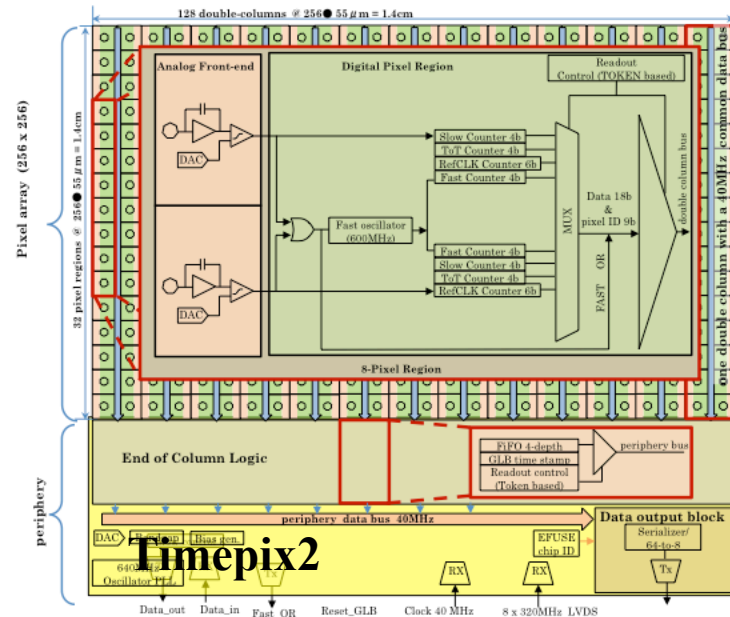 128 double-columns @ 256● 55 μm = 1.4cm
Pixel array (256 x 256)
32 pixel regions @ 256● 55 μm = 1.4cm
one double column with a 40MHz common data bus
Analog Front-end
Digital Pixel Region
Readout
Control (TOKEN based)
DAC
Slow Counter 4b
ToT Counter 4b
RefCLK Counter 6b
Fast Counter 4b
Fast oscillator
(600MHz)
MUX
Data 18b
&
pixel ID 9b
double column bus
Fast Counter 4b
Slow Counter 4b
ToT Counter 4b
RefCLK Counter 6b
FAST OR
DAC
8-Pixel Region
periphery
End of Column Logic
FiFO 4-depth
GLB time stamp
Readout control
(Token based)
periphery bus
periphery data bus 40MHz
Data output block
DAC
Bias gen.
EFUSE
chip ID
Serializer/
64-to-8
Timepix2
640MHz
Oscillator PLL
Tx
RX
RX
Tx
Data_out
Data_in
Fast_OR
Reset_GLB
Clock 40 MHz
8 x 320MHz LVDS